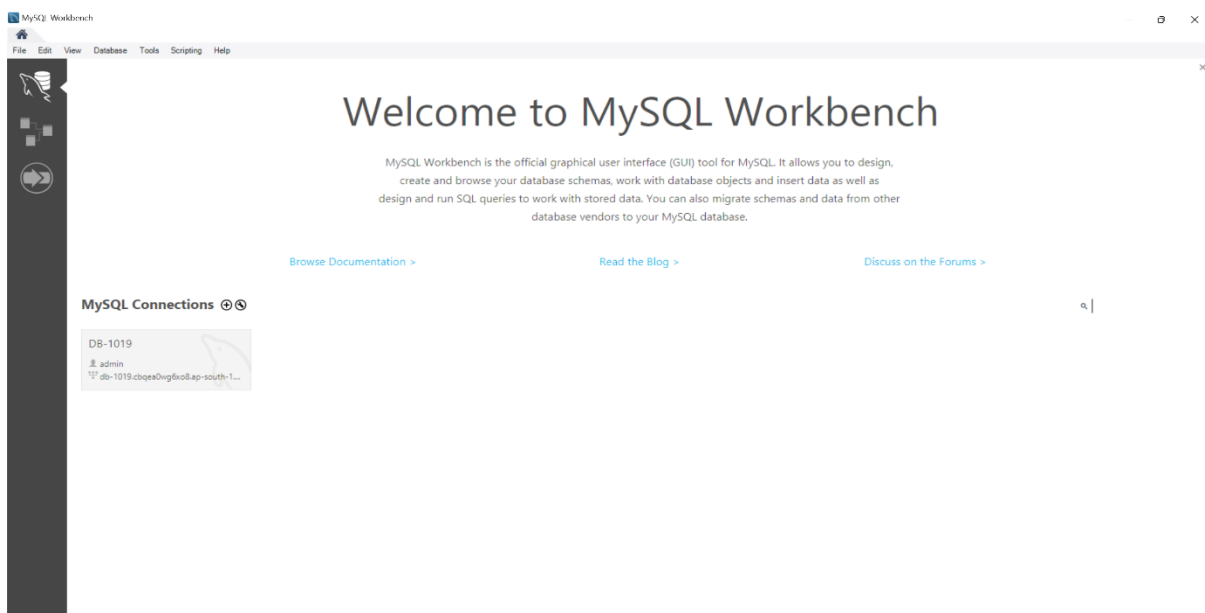 MySQL Workbench
File Edit View Database Tools Scripting Help
Welcome to MySQL Workbench
MySQL Workbench is the official graphical user interface (GUI) tool for MySQL. It allows you to design,
create and browse your database schemas, work with database objects and insert data as well as
design and run SQL queries to work with stored data. You can also migrate schemas and data from other
database vendors to your MySQL database.
Browse Documentation > Read the Blog > Discuss on the Forums >
MySQL Connections
DB-1019
admin
db-1019.cbqea0wg6xo8.ap-south-1...